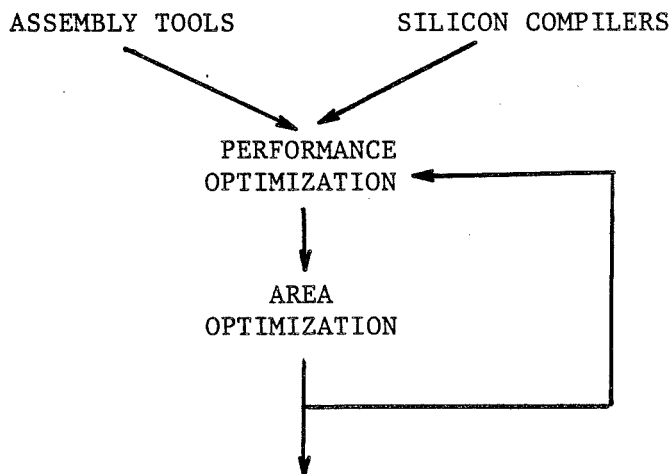 ASSEMBLY TOOLS
SILICON COMPILERS
PERFORMANCE
OPTIMIZATION
AREA
OPTIMIZATION